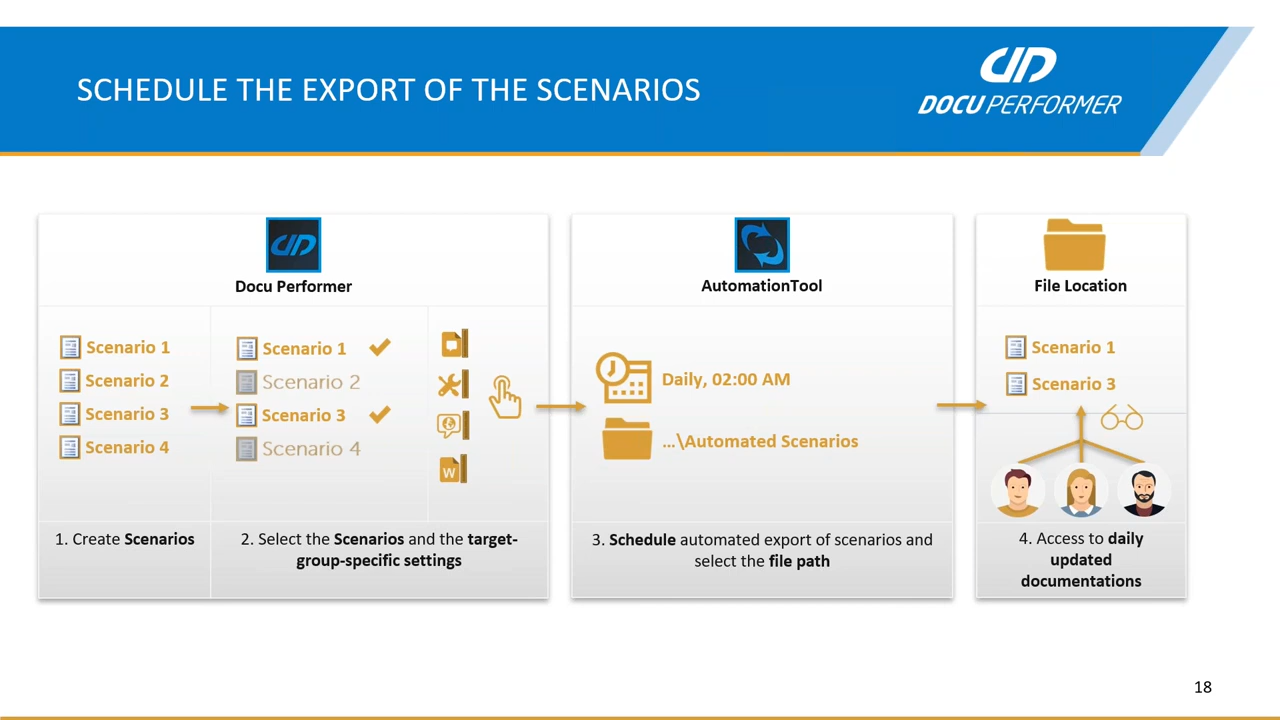 SCHEDULE THE EXPORT OF THE SCENARIOS
DOCU PERFORMER
Docu Performer
Scenario 1
Scenario 2
Scenario 3
Scenario 4
Scenario 1
Scenario 2
Scenario 3
Scenario 4
W
1. Create Scenarios
2. Select the Scenarios and the target-
group-specific settings
AutomationTool
Daily, 02:00 AM
...\Automated Scenarios
3. Schedule automated export of scenarios and
select the file path
File Location
Scenario 1
Scenario 3
4. Access to daily
updated
documentations
18